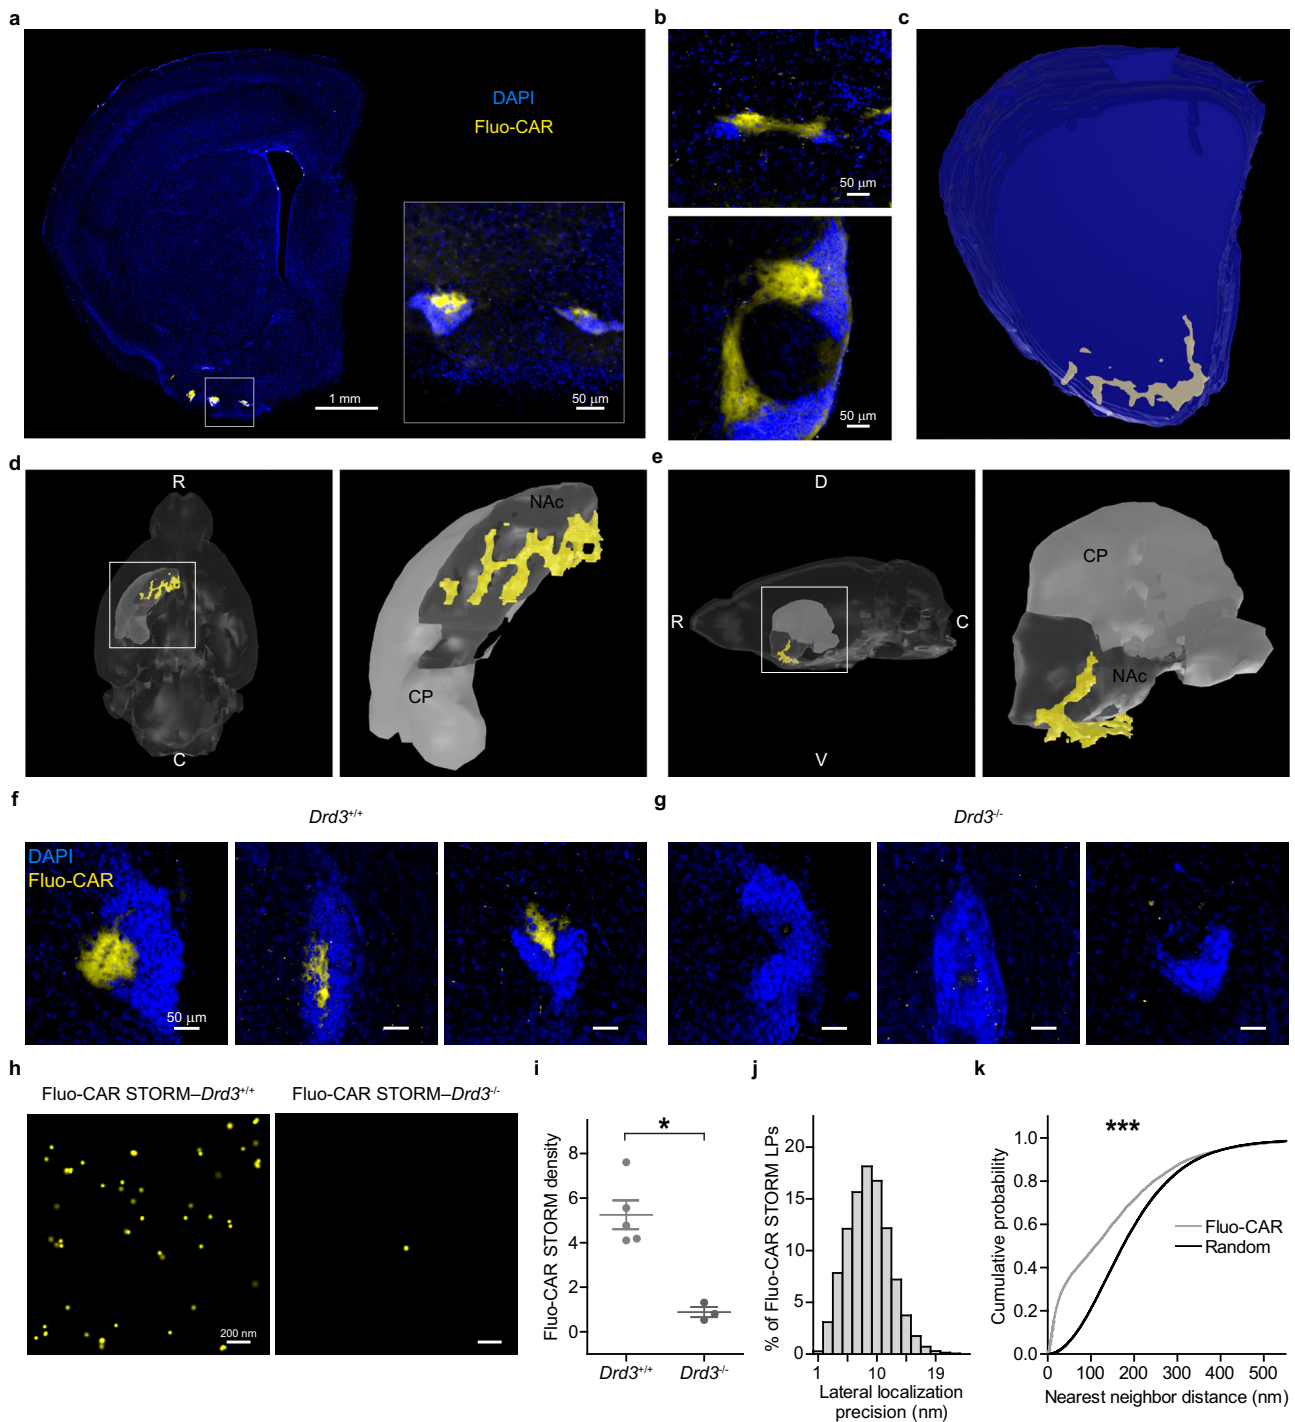 a
DAPI
Fluo-CAR
1 mm
50 μm
b
50 μm
50 μm
c
d
R
C
NAc
CP
e
D
R
C
V
CP
NAc
f
Drd3+/+
DAPI
Fluo-CAR
50 μm
g
Drd3-/-
h
Fluo-CAR STORM–Drd3+/+
Fluo-CAR STORM–Drd3-/-
200 nm
i
Fluo-CAR STORM density
8
6
4
2
0
*
Drd3+/+
Drd3-/-
j
% of Fluo-CAR STORM LPs
20
15
10
5
0
1
10
19
Lateral localization
precision (nm)
k
Cumulative probability
1.0
0.8
0.6
0.4
0.2
0.0
***
Fluo-CAR
Random
0
100
200
300
400
500
Nearest neighbor distance (nm)